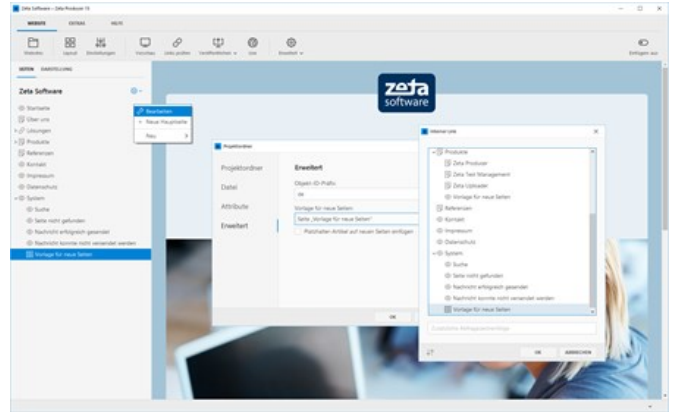 Zeta Software - Zeta Producer 15
WEBSITE EXTRAS HILFE
Websites Layout Einstellungen Vorschau Links prüfen Veröffentlichen Live Erweitert Einfügen aus
SEITEN DARSTELLUNG
Zeta Software
Startseite
Über uns
Lösungen
Produkte
Referenzen
Kontakt
Impressum
Datenschutz
System
Suche
Seite nicht gefunden
Nachricht erfolgreich gesendet
Nachricht konnte nicht versendet werden
Vorlage für neue Seiten
Bearbeiten
Neue Hauptseite
Neu
zeta
software
Projektordner
Projektordner
Datei
Attribute
Erweitert
Erweitert
Objekt-ID-Präfix:
Vorlage für neue Seiten:
Seite „Vorlage für neue Seiten"
Platzhalter-Artikel auf neuen Seiten einfügen
OK
Interner Link
Produkte
Zeta Producer
Zeta Test Management
Zeta Uploader
Vorlage für neue Seiten
Referenzen
Kontakt
Impressum
Datenschutz
System
Suche
Seite nicht gefunden
Nachricht erfolgreich gesendet
Nachricht konnte nicht versendet werden
Vorlage für neue Seiten
Zusätzliche Abfragezeichenfolge
OK ABBRECHEN